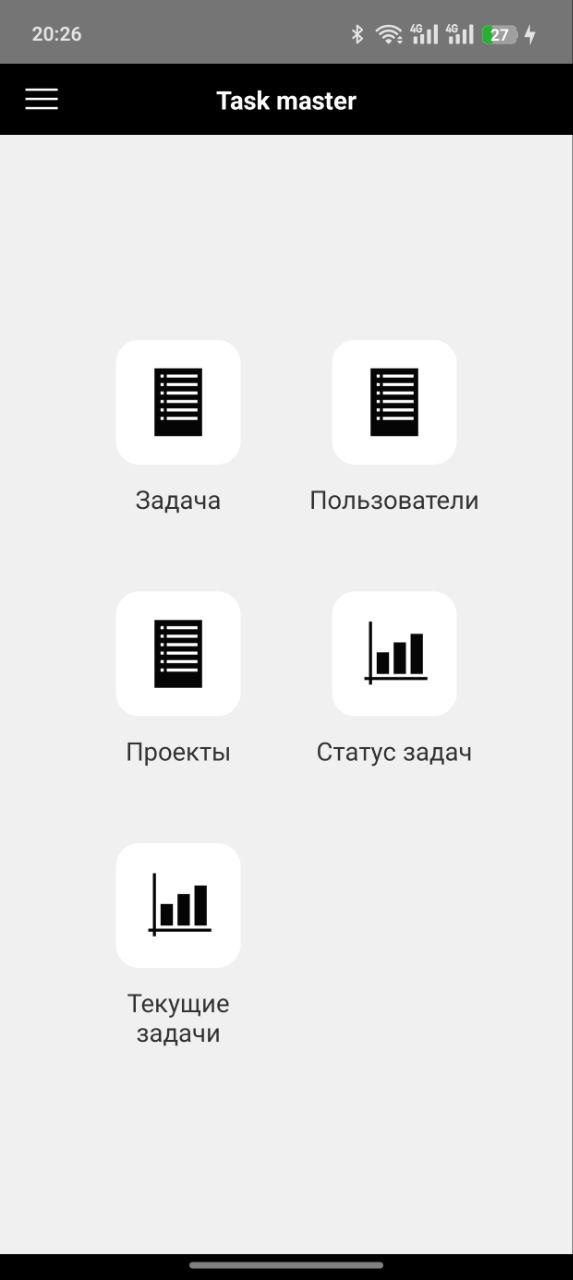 20:26
4G 4G 27
Task master
Задача
Пользователи
Проекты
Статус задач
Текущие
задачи